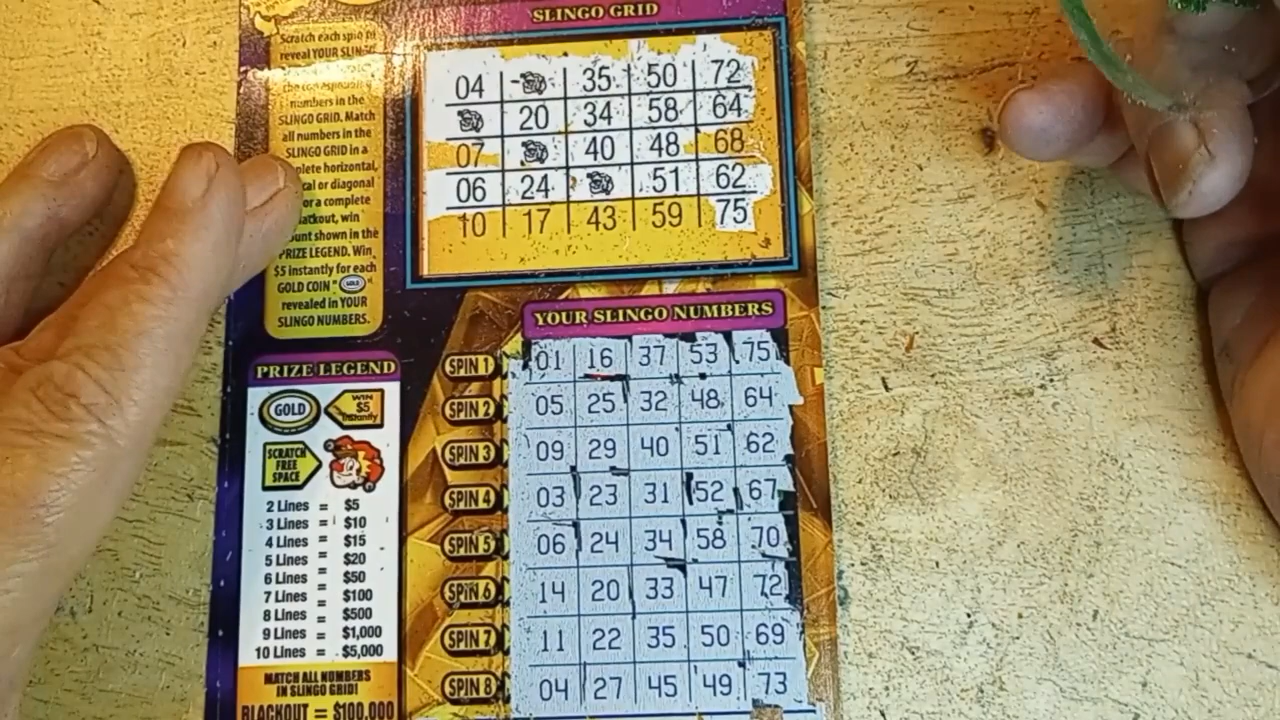 SLINGO GRID
Scratch each spin to
reveal YOUR
numbers in the
SLINGO GRID. Match
all numbers in the
SLINGO GRID in a
horizontal,
or diagonal
or a complete
win
shown in the
PRIZE LEGEND. Win
$5 instantly for each
GOLD COIN "GOLD"
revealed in YOUR
SLINGO NUMBERS.
04 35 50 72
20 34 58 64
07 40 48 68
06 24 51 62
10 17 43 59 75
YOUR SLINGO NUMBERS
SPIN 1 01 16 37 53 75
SPIN 2 05 25 32 48 64
SPIN 3 09 29 40 51 62
SPIN 4 03 23 31 52 67
SPIN 5 06 24 34 58 70
SPIN 6 14 20 33 47 72
SPIN 7 11 22 35 50 69
SPIN 8 04 27 45 49 73
PRIZE LEGEND
GOLD WIN $5 Instantly
SCRATCH FREE SPACE
2 Lines = $5
3 Lines = $10
4 Lines = $15
5 Lines = $20
6 Lines = $50
7 Lines = $100
8 Lines = $500
9 Lines = $1,000
10 Lines = $5,000
MATCH ALL NUMBERS
IN SLINGO GRID!
BLACKOUT = $100,000